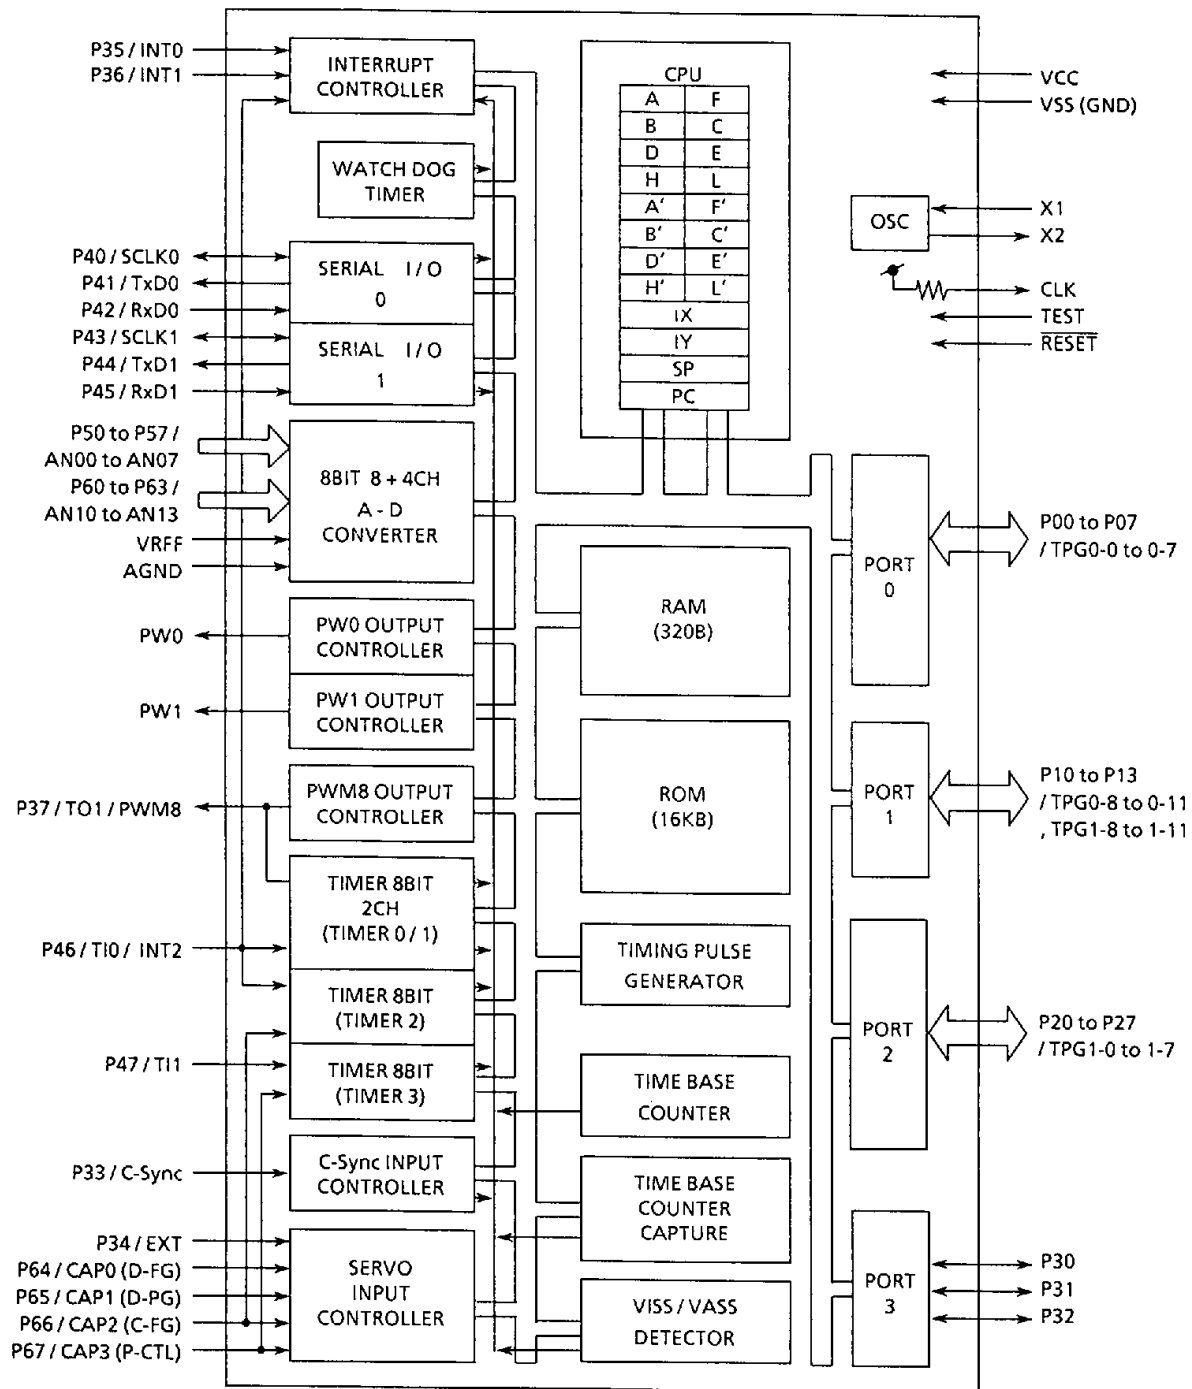 P35 / INT0
P36 / INT1
INTERRUPT
CONTROLLER
WATCH DOG
TIMER
P40 / SCLK0
P41 / TxD0
P42 / RxD0
P43 / SCLK1
P44 / TxD1
P45 / RxD1
SERIAL I / O
0
SERIAL I / O
1
P50 to P57 /
AN00 to AN07
P60 to P63 /
AN10 to AN13
VRFF
AGND
8BIT 8 + 4CH
A - D
CONVERTER
PW0
PW0 OUTPUT
CONTROLLER
PW1
PW1 OUTPUT
CONTROLLER
P37 / TO1 / PWM8
PWM8 OUTPUT
CONTROLLER
TIMER 8BIT
2CH
(TIMER 0 / 1)
P46 / TI0 / INT2
TIMER 8BIT
(TIMER 2)
P47 / TI1
TIMER 8BIT
(TIMER 3)
P33 / C-Sync
C-Sync INPUT
CONTROLLER
P34 / EXT
P64 / CAP0 (D-FG)
P65 / CAP1 (D-PG)
P66 / CAP2 (C-FG)
P67 / CAP3 (P-CTL)
SERVO
INPUT
CONTROLLER
CPU
A F
B C
D E
H L
A' F'
B' C'
D' E'
H' L'
IX
IY
SP
PC
RAM
(320B)
ROM
(16KB)
TIMING PULSE
GENERATOR
TIME BASE
COUNTER
TIME BASE
COUNTER
CAPTURE
VISS / VASS
DETECTOR
VCC
VSS (GND)
OSC
X1
X2
CLK
TEST
RESET
PORT
0
P00 to P07
/ TPG0-0 to 0-7
PORT
1
P10 to P13
/ TPG0-8 to 0-11
, TPG1-8 to 1-11
PORT
2
P20 to P27
/ TPG1-0 to 1-7
PORT
3
P30
P31
P32